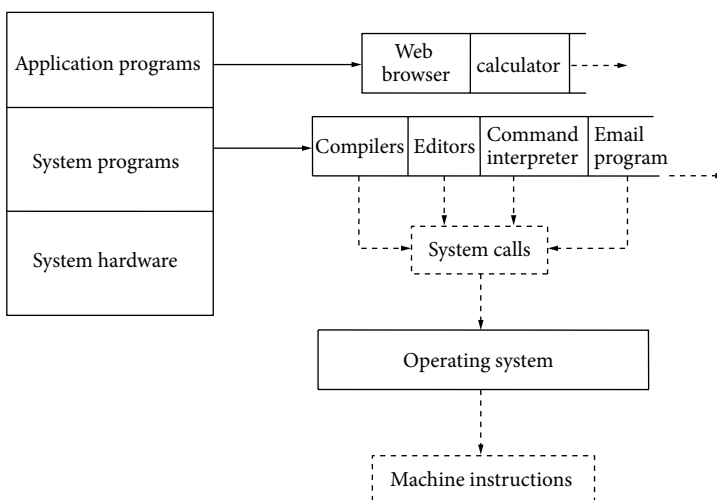 Application programs
Web
browser
calculator
System programs
Compilers
Editors
Command
interpreter
Email
program
System hardware
System calls
Operating system
Machine instructions